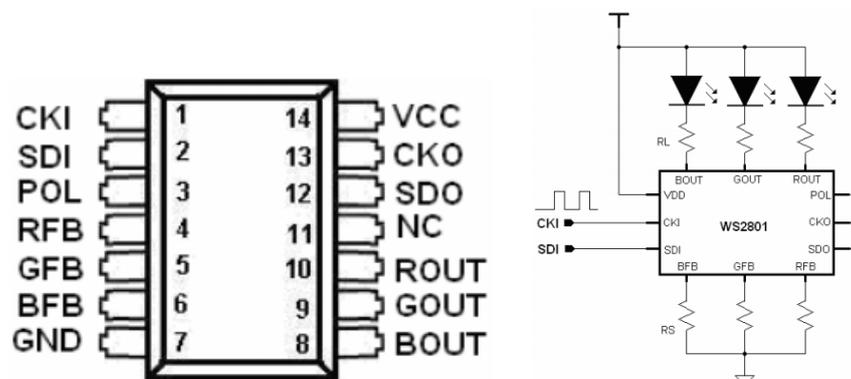 CKI 1 14 VCC
SDI 2 13 CKO
POL 3 12 SDO
RFB 4 11 NC
GFB 5 10 ROUT
BFB 6 9 GOUT
GND 7 8 BOUT
RL
BOUT GOUT ROUT
VDD POL
CKI CKI WS2801 CKO
SDI SDI SDO
BFB GFB RFB
RS